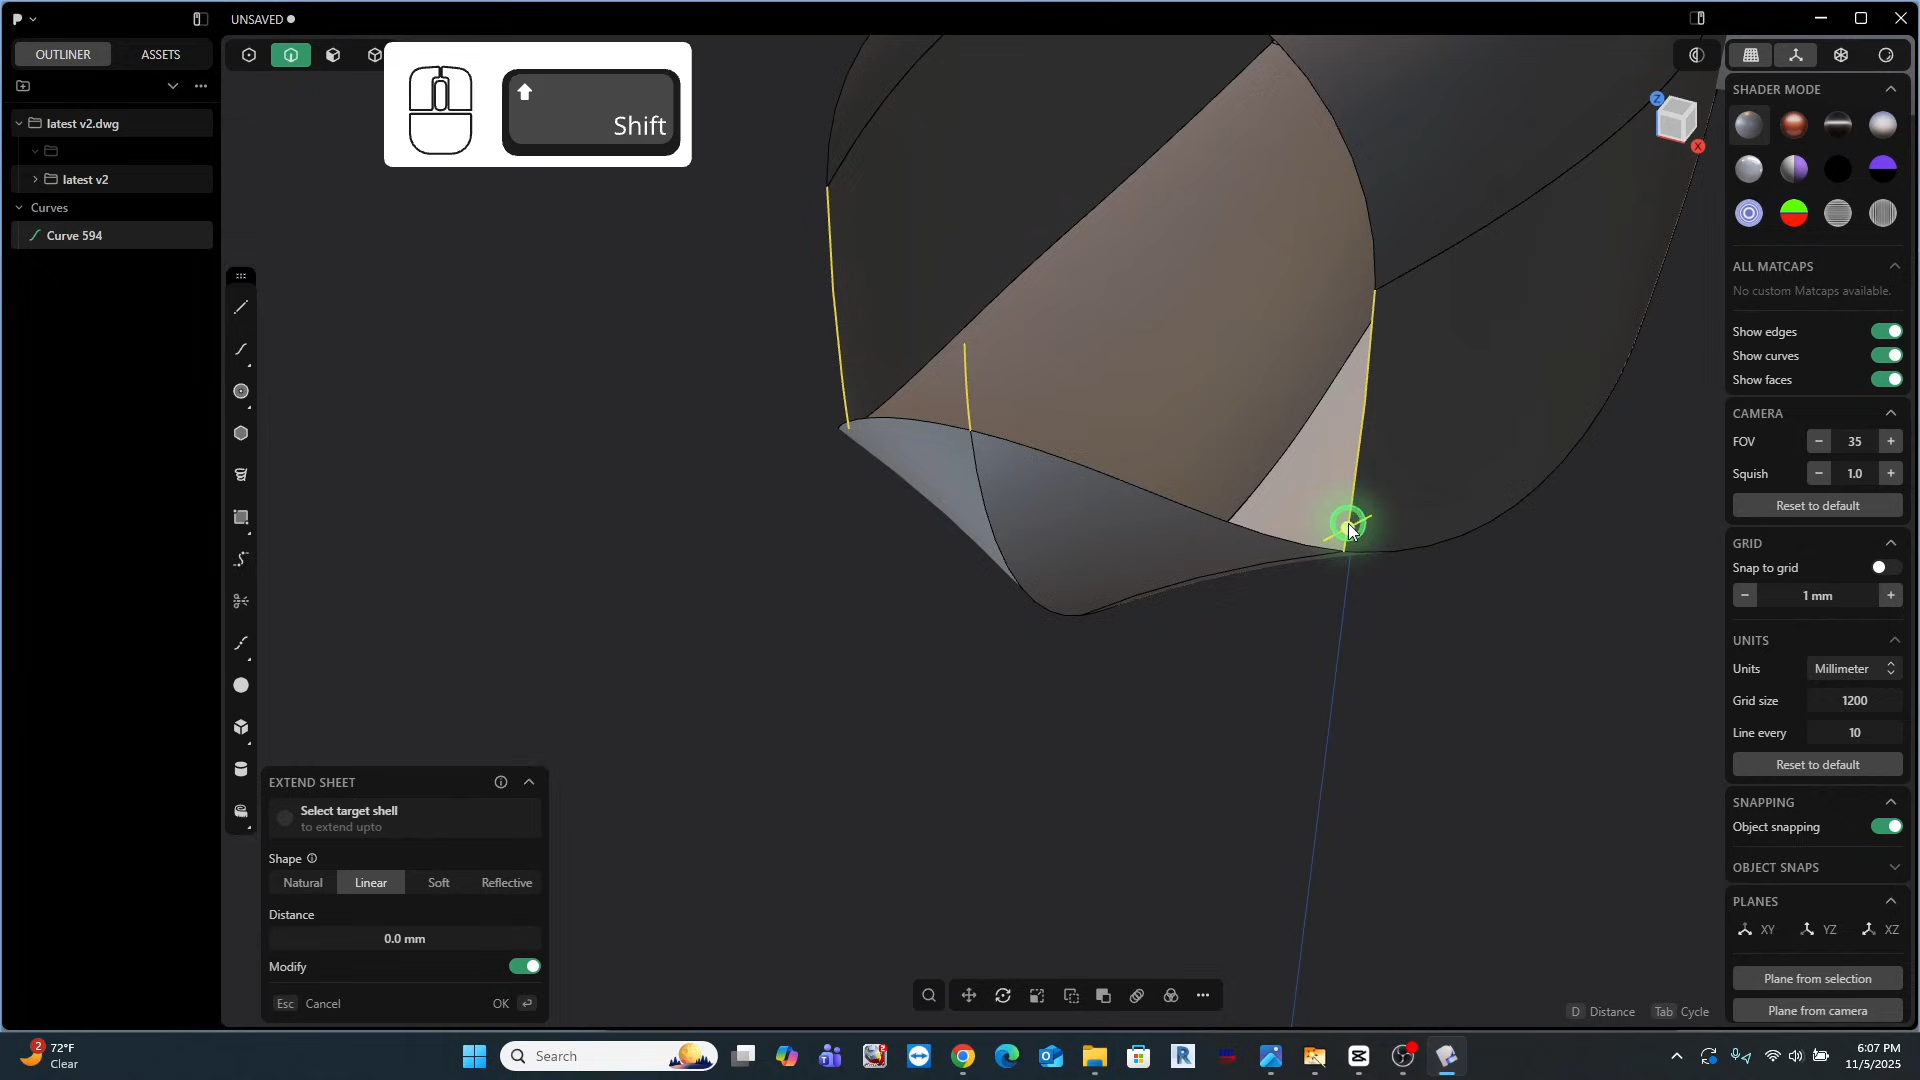 UNSAVED
OUTLINER
ASSETS
latest v2.dwg
latest v2
Curves
Curve 594
Shift
Z
X
SHADER MODE
ALL MATCAPS
No custom Matcaps available.
Show edges
Show curves
Show faces
CAMERA
FOV
35
Squish
1.0
Reset to default
GRID
Snap to grid
1 mm
UNITS
Units
Millimeter
Grid size
1200
Line every
10
Reset to default
SNAPPING
Object snapping
OBJECT SNAPS
PLANES
XY
YZ
XZ
Plane from selection
Plane from camera
EXTEND SHEET
Select target shell
to extend upto
Shape
Natural
Linear
Soft
Reflective
Distance
0.0 mm
Modify
Esc
Cancel
OK
D
Distance
Tab
Cycle
2
72°F
Clear
Search
6:07 PM
11/5/2025